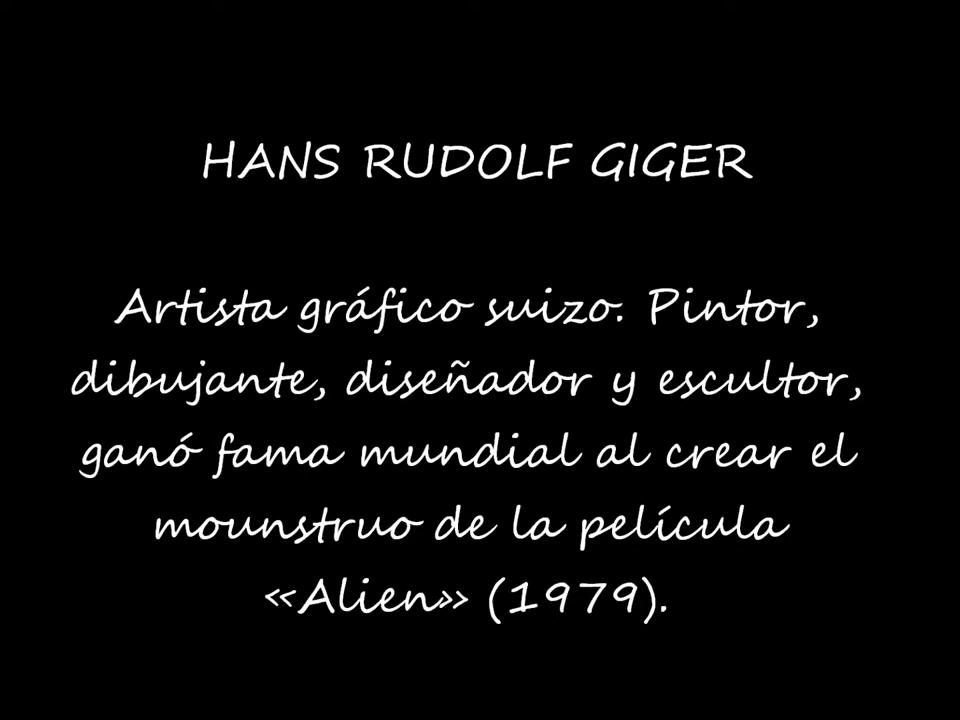 HANS RUDOLF GIGER
Artista gráfico suizo. Pintor,
dibujante, diseñador y escultor,
ganó fama mundial al crear el
mounstruo de la película
«Alien» (1979).